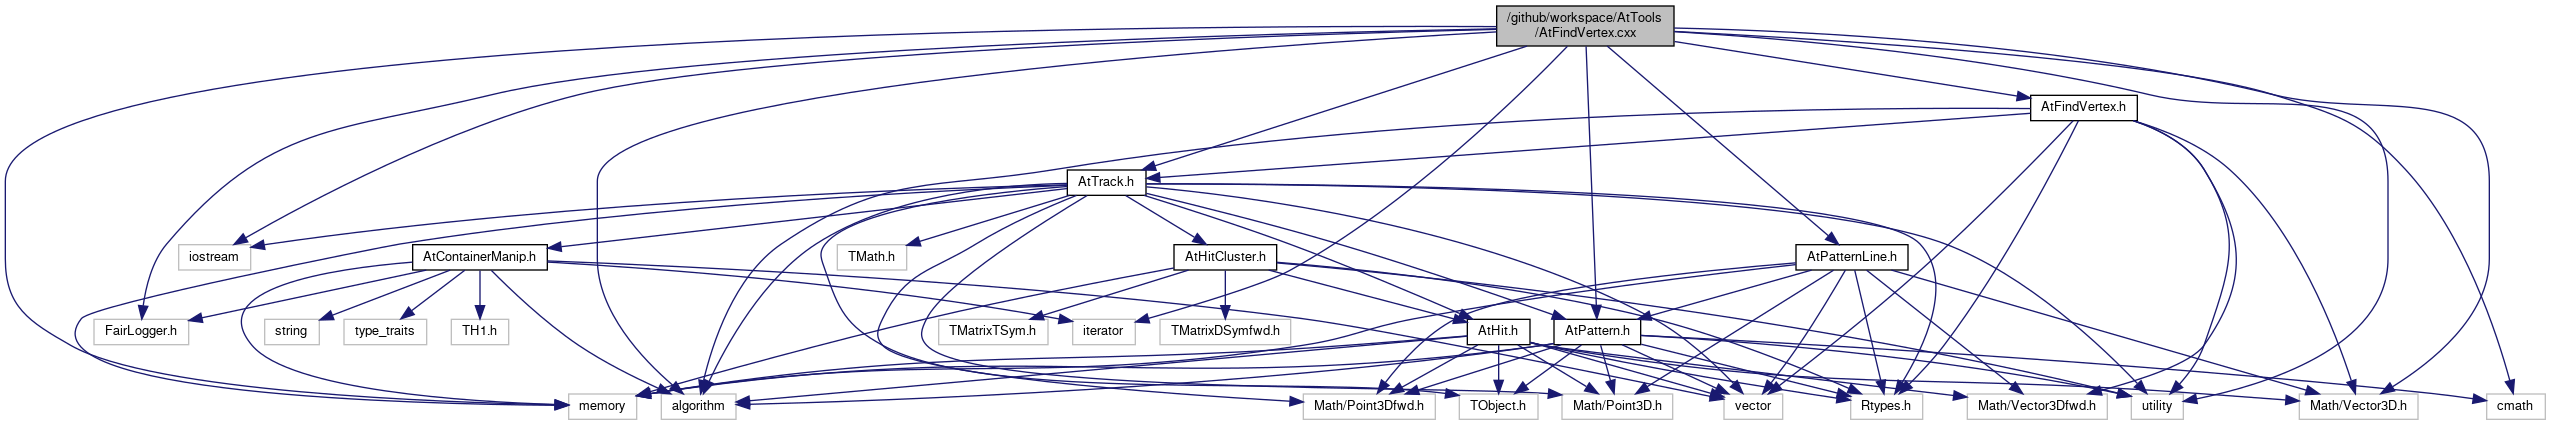 /github/workspace/AtTools
/AtFindVertex.cxx
AtFindVertex.h
AtTrack.h
iostream
AtContainerManip.h
TMath.h
AtHitCluster.h
AtPatternLine.h
FairLogger.h
string
type_traits
TH1.h
TMatrixTSym.h
iterator
TMatrixDSymfwd.h
AtHit.h
AtPattern.h
memory
algorithm
Math/Point3Dfwd.h
TObject.h
Math/Point3D.h
vector
Rtypes.h
Math/Vector3Dfwd.h
utility
Math/Vector3D.h
cmath